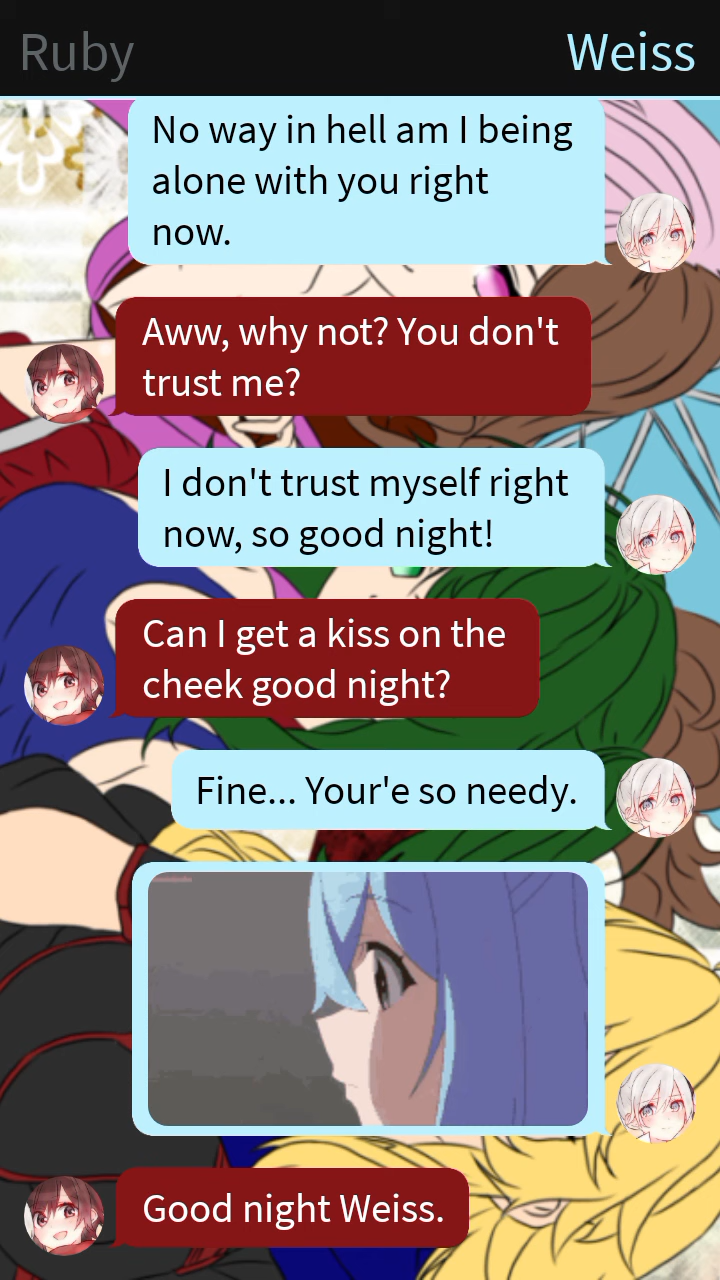 Ruby
Weiss
No way in hell am I being
alone with you right
now.
Aww, why not? You don't
trust me?
I don't trust myself right
now, so good night!
Can I get a kiss on the
cheek good night?
Fine... Your'e so needy.
Good night Weiss.